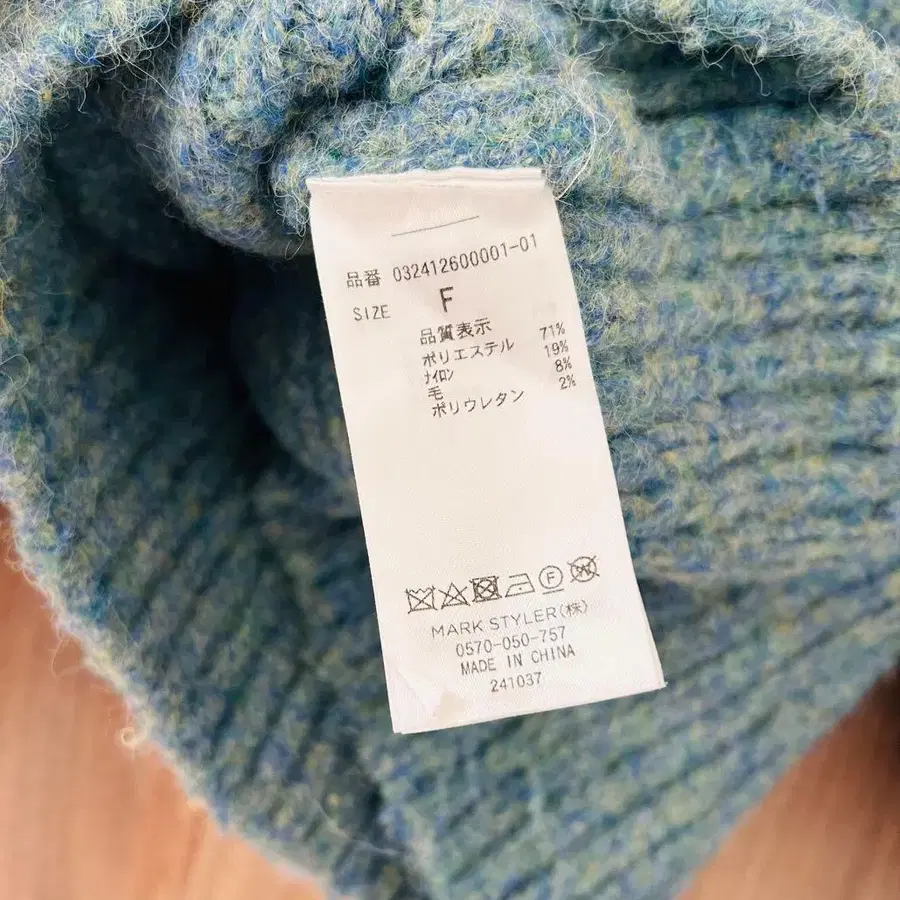 品番 032412600001-01
SIZE F
品質表示
ポリエステル 71%
ナイロン 19%
毛 8%
ポリウレタン 2%
F W
MARK STYLER(株)
0570-050-757
MADE IN CHINA
241037